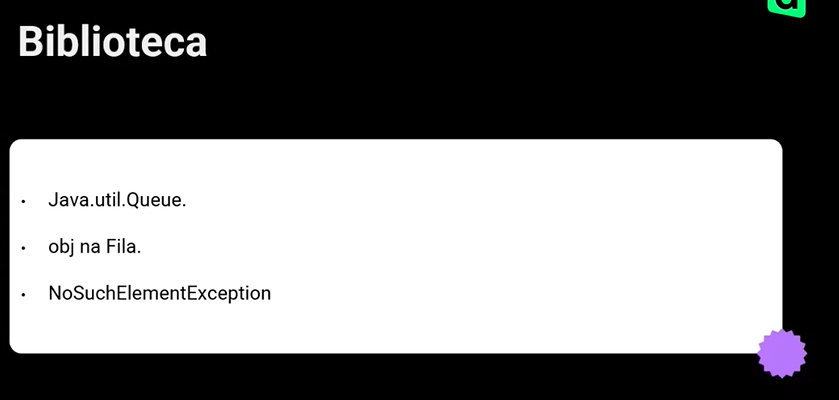 Biblioteca
• Java.util.Queue.
• obj na Fila.
• NoSuchElementException